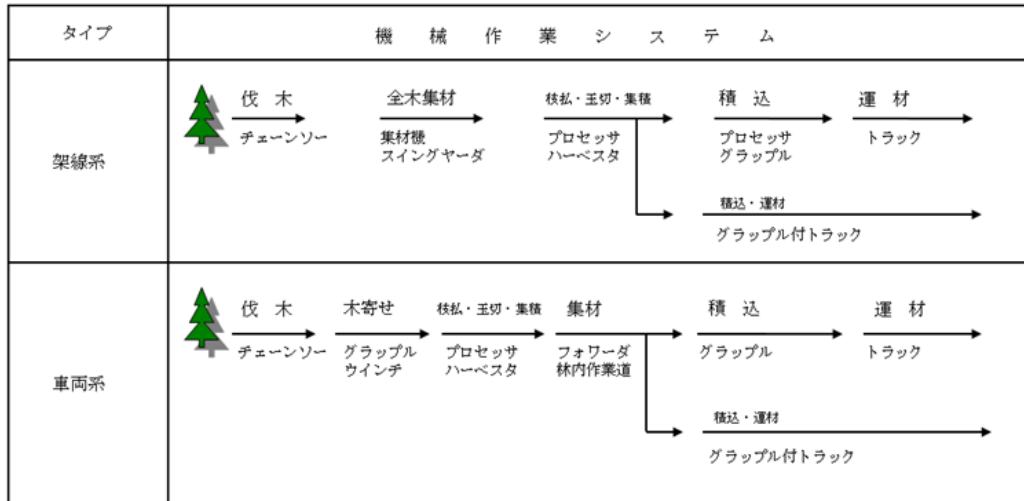 タイプ
機械作業システム
架線系
伐木
全木集材
枝払・玉切・集積
積込
運材
チェーンソー
集材機
スイングヤーダ
プロセッサ
ハーベスタ
プロセッサ
グラップル
トラック
積込・運材
グラップル付トラック
車両系
伐木
木寄せ
枝払・玉切・集積
集材
積込
運材
チェーンソー
グラップル
ウインチ
プロセッサ
ハーベスタ
フォワーダ
林内作業道
グラップル
トラック
積込・運材
グラップル付トラック